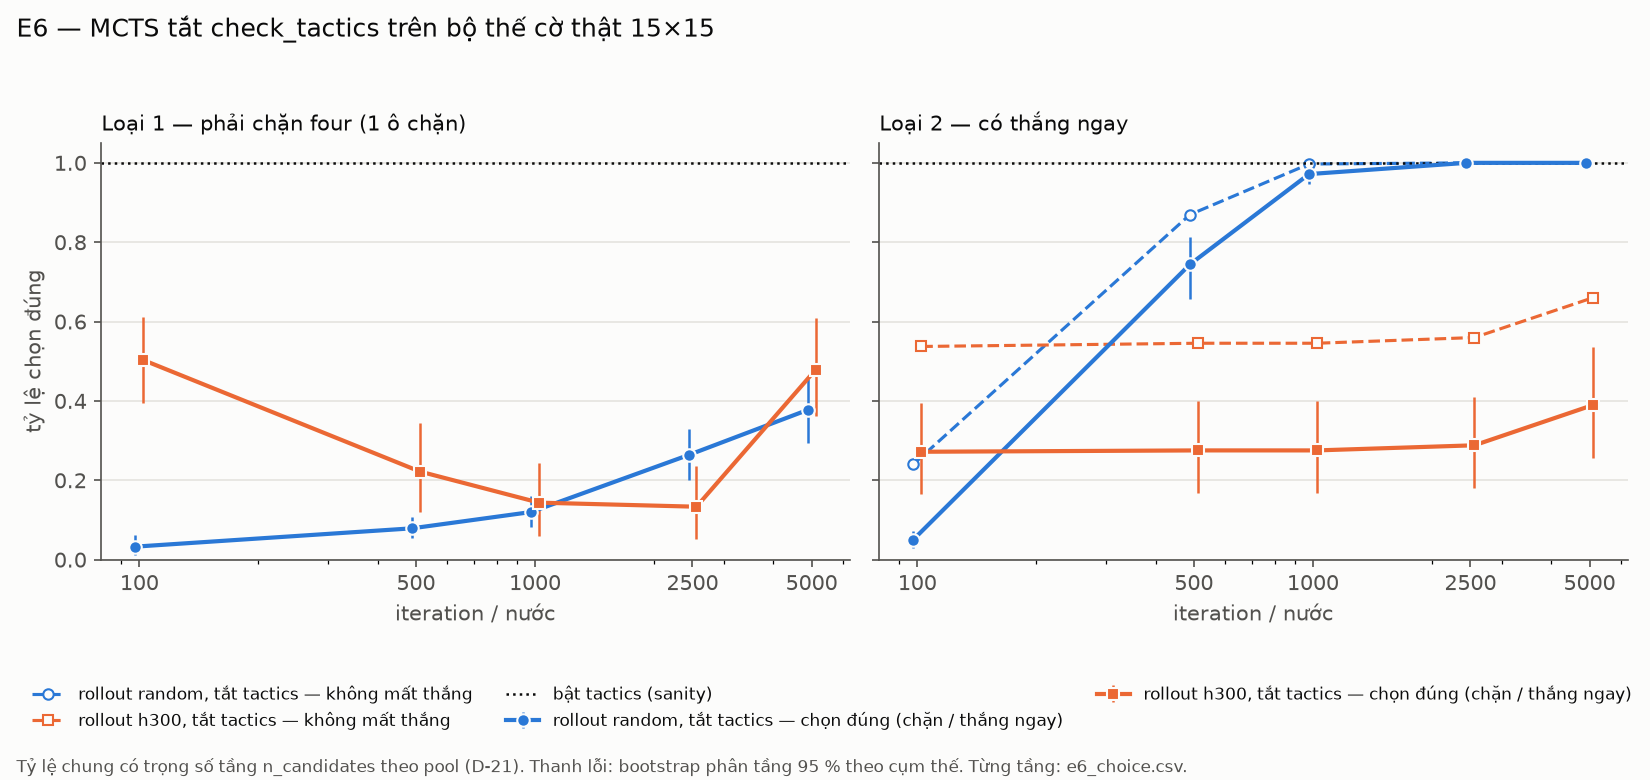 E6 — MCTS tắt check_tactics trên bộ thế cờ thật 15×15
Loại 1 — phải chặn four (1 ô chặn)
Loại 2 — có thắng ngay
tỷ lệ chọn đúng
1.0
0.8
0.6
0.4
0.2
0.0
100 500 1000 2500 5000
100 500 1000 2500 5000
iteration / nước
iteration / nước
rollout random, tắt tactics — không mất thắng
rollout h300, tắt tactics — không mất thắng
bật tactics (sanity)
rollout random, tắt tactics — chọn đúng (chặn / thắng ngay)
rollout h300, tắt tactics — chọn đúng (chặn / thắng ngay)
Tỷ lệ chung có trọng số tầng n_candidates theo pool (D-21). Thanh lỗi: bootstrap phân tầng 95 % theo cụm thế. Từng tầng: e6_choice.csv.